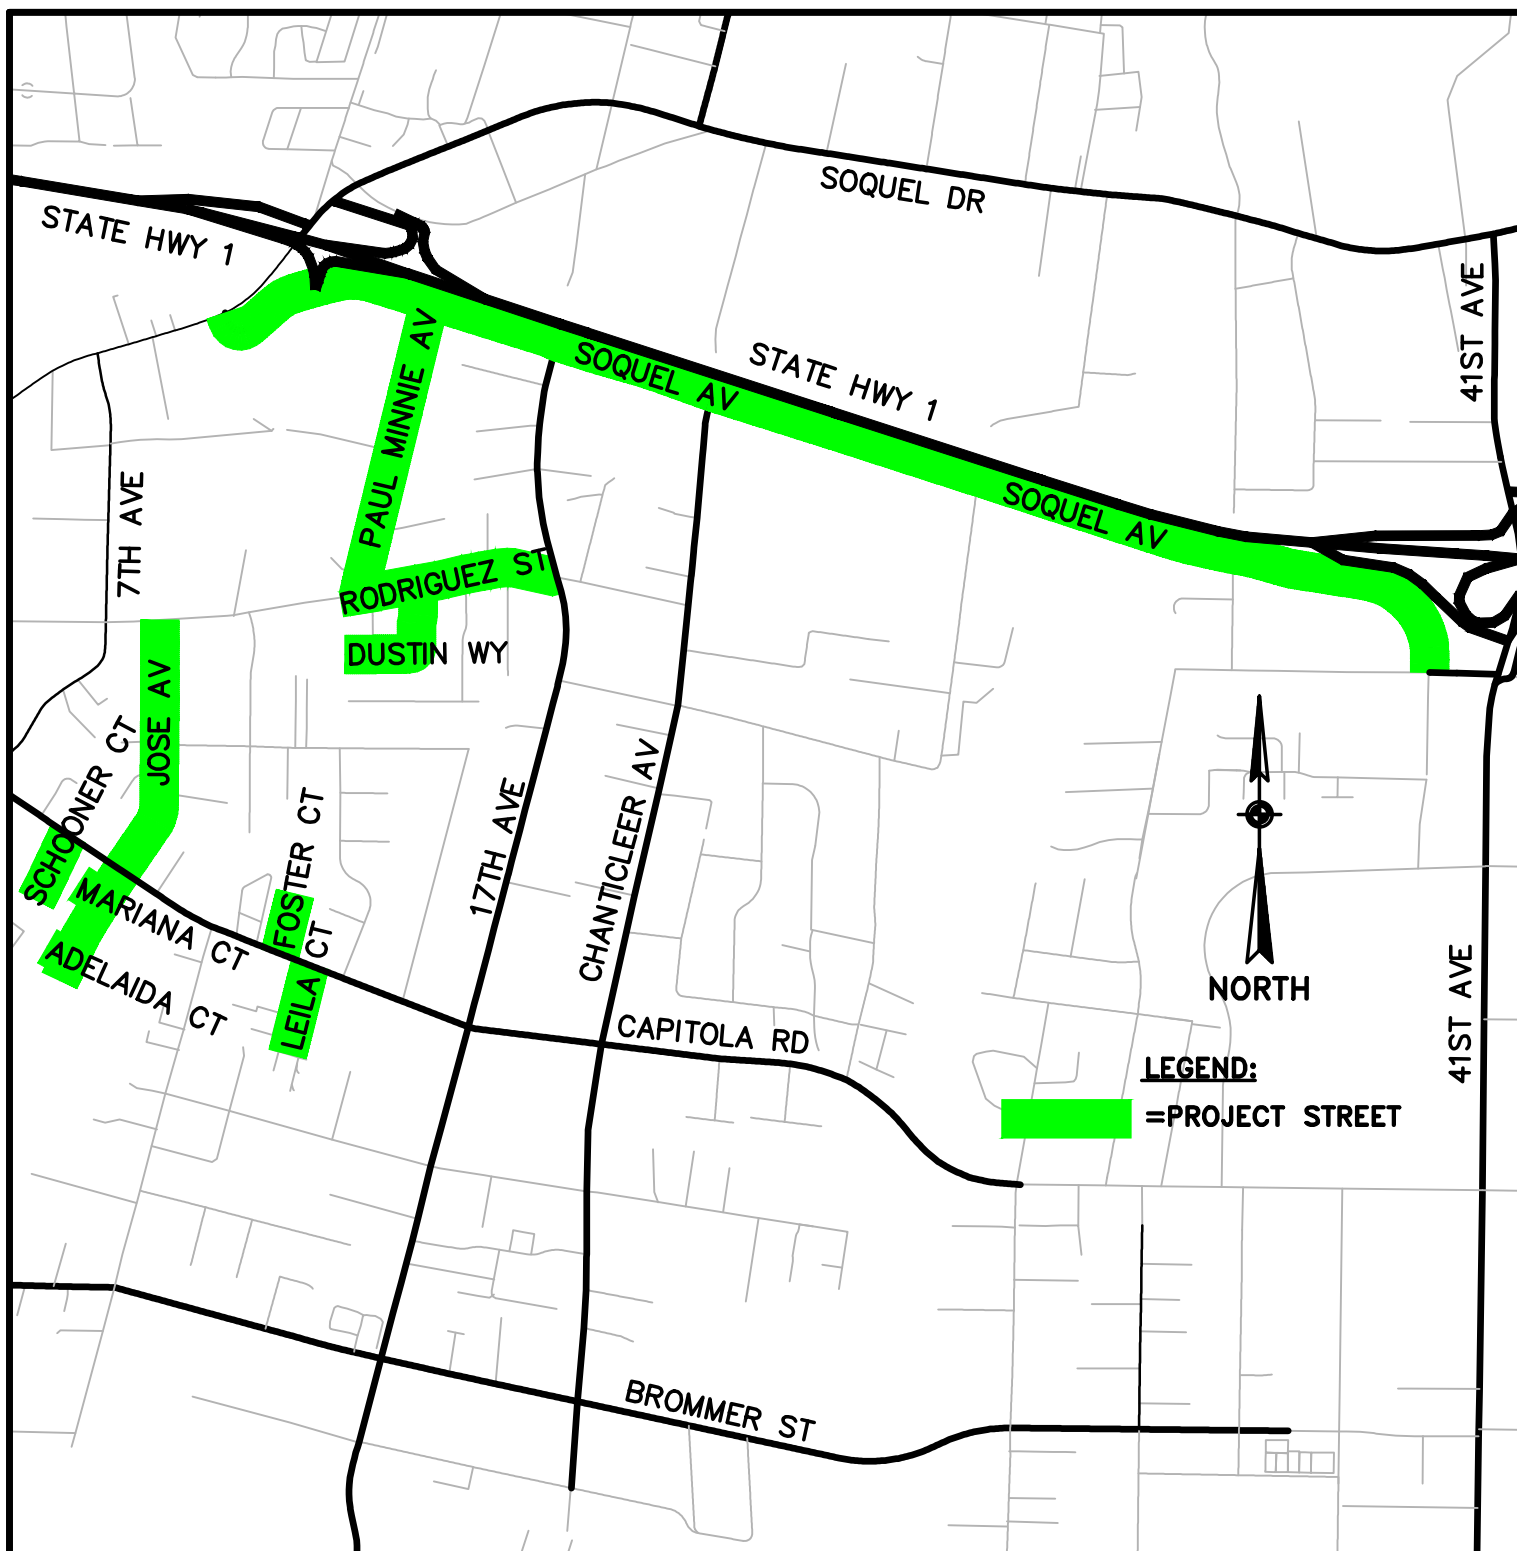 SOQUEL DR
STATE HWY 1
41ST AVE
PAUL MINNIE AV
SOQUEL AV
STATE HWY 1
7TH AVE
SOQUEL AV
RODRIGUEZ ST
DUSTIN WY
JOSE AV
SCHOONER CT
FOSTER CT
17TH AVE
CHANTICLEER AV
MARIANA CT
ADELAIDA CT
LEILA CT
NORTH
41ST AVE
CAPITOLA RD
LEGEND:
=PROJECT STREET
BROMMER ST